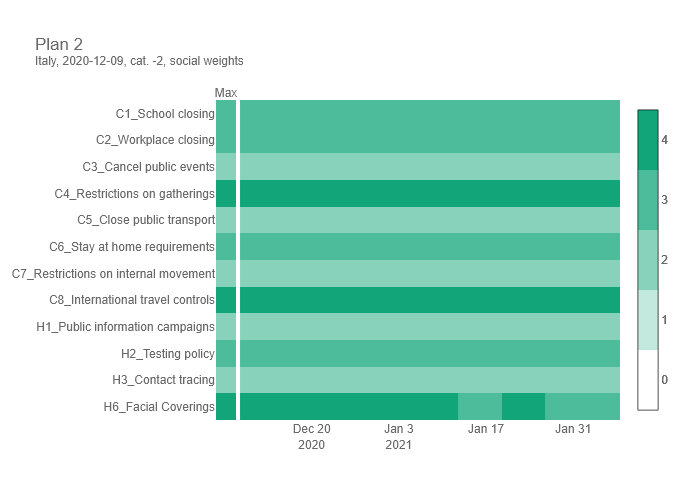 Plan 2
Italy, 2020-12-09, cat. -2, social weights
Max
C1_School closing
C2_Workplace closing
C3_Cancel public events
C4_Restrictions on gatherings
C5_Close public transport
C6_Stay at home requirements
C7_Restrictions on internal movement
C8_International travel controls
H1_Public information campaigns
H2_Testing policy
H3_Contact tracing
H6_Facial Coverings
Dec 20 Jan 3 Jan 17 Jan 31
2020 2021
4
3
2
1
0